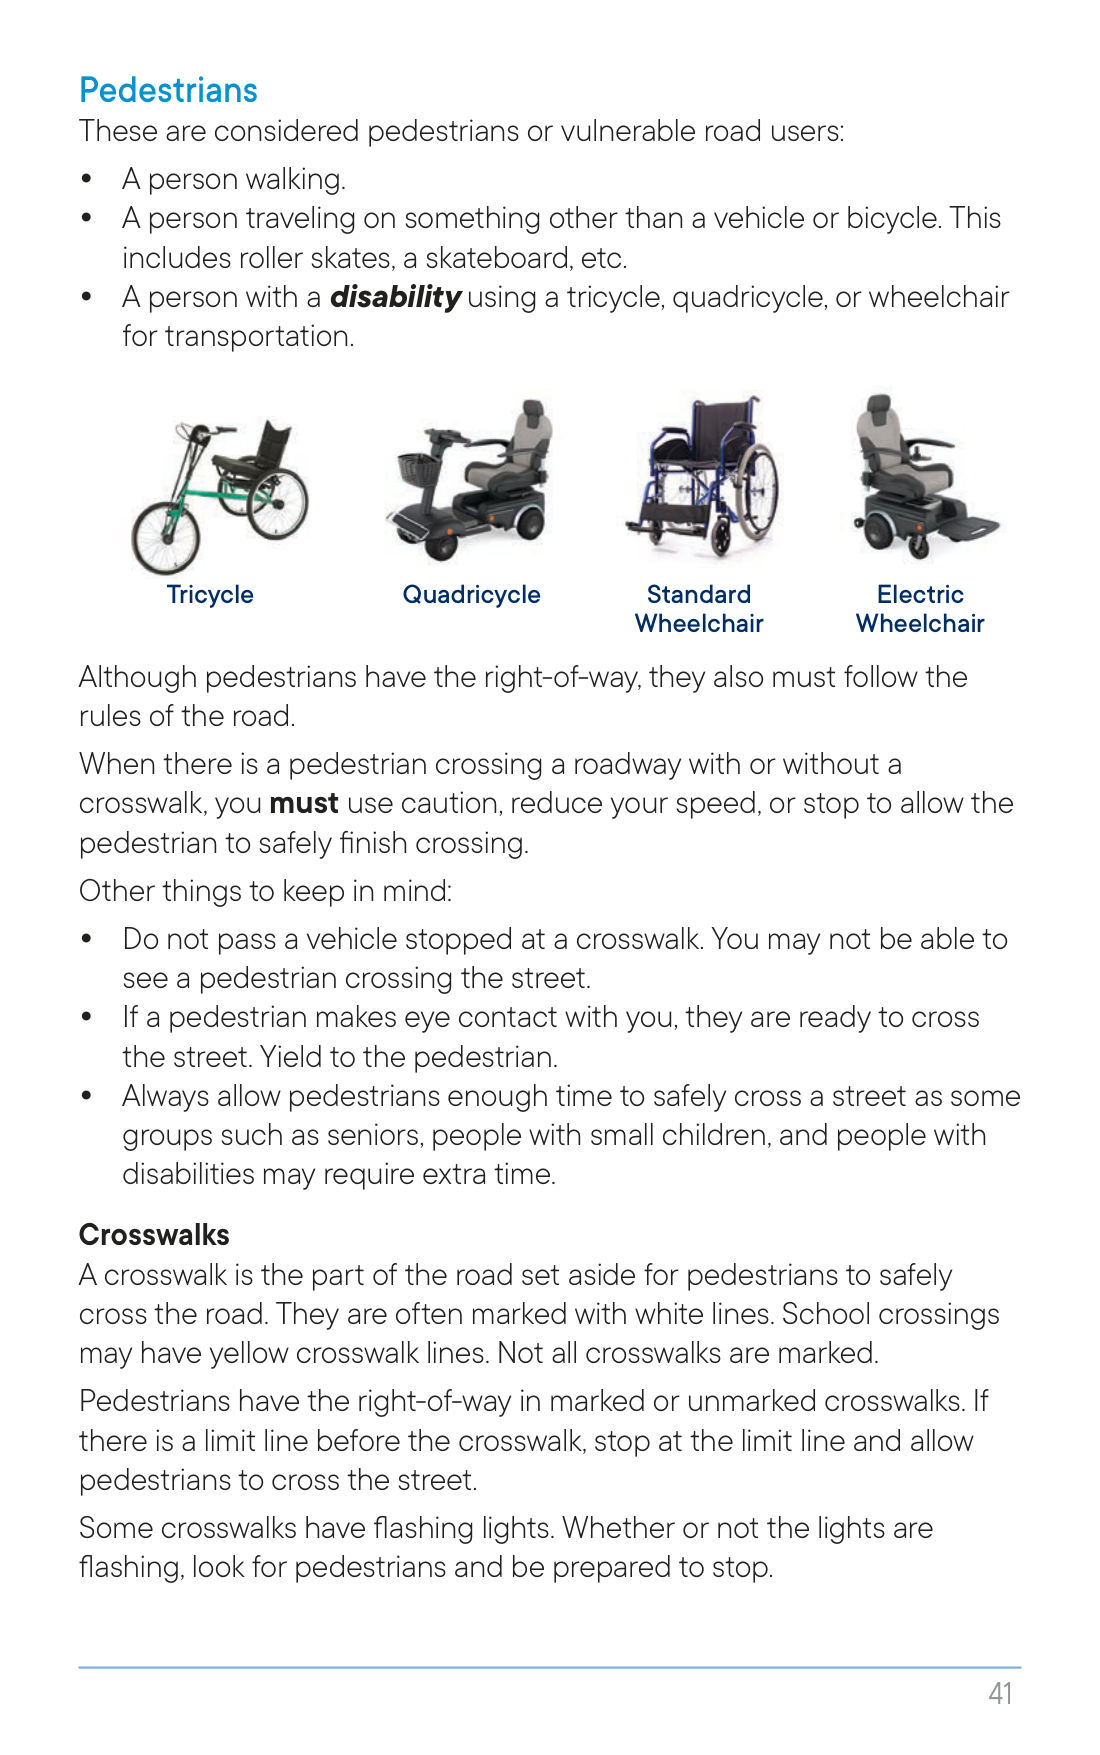 Pedestrians
These are considered pedestrians or vulnerable road users:
• A person walking.
• A person traveling on something other than a vehicle or bicycle. This
includes roller skates, a skateboard, etc.
• A person with a disability using a tricycle, quadricycle, or wheelchair
for transportation.
Tricycle
Quadricycle
Standard
Wheelchair
Electric
Wheelchair
Although pedestrians have the right-of-way, they also must follow the
rules of the road.
When there is a pedestrian crossing a roadway with or without a
crosswalk, you must use caution, reduce your speed, or stop to allow the
pedestrian to safely finish crossing.
Other things to keep in mind:
• Do not pass a vehicle stopped at a crosswalk. You may not be able to
see a pedestrian crossing the street.
• If a pedestrian makes eye contact with you, they are ready to cross
the street. Yield to the pedestrian.
• Always allow pedestrians enough time to safely cross a street as some
groups such as seniors, people with small children, and people with
disabilities may require extra time.
Crosswalks
A crosswalk is the part of the road set aside for pedestrians to safely
cross the road. They are often marked with white lines. School crossings
may have yellow crosswalk lines. Not all crosswalks are marked.
Pedestrians have the right-of-way in marked or unmarked crosswalks. If
there is a limit line before the crosswalk, stop at the limit line and allow
pedestrians to cross the street.
Some crosswalks have flashing lights. Whether or not the lights are
flashing, look for pedestrians and be prepared to stop.
41